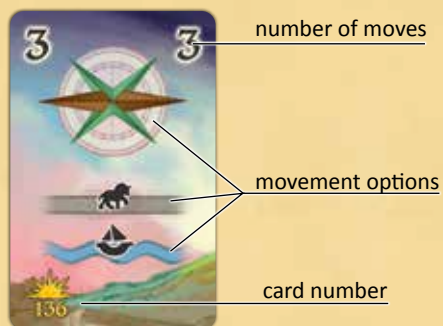 3 3
number of moves
movement options
card number
136